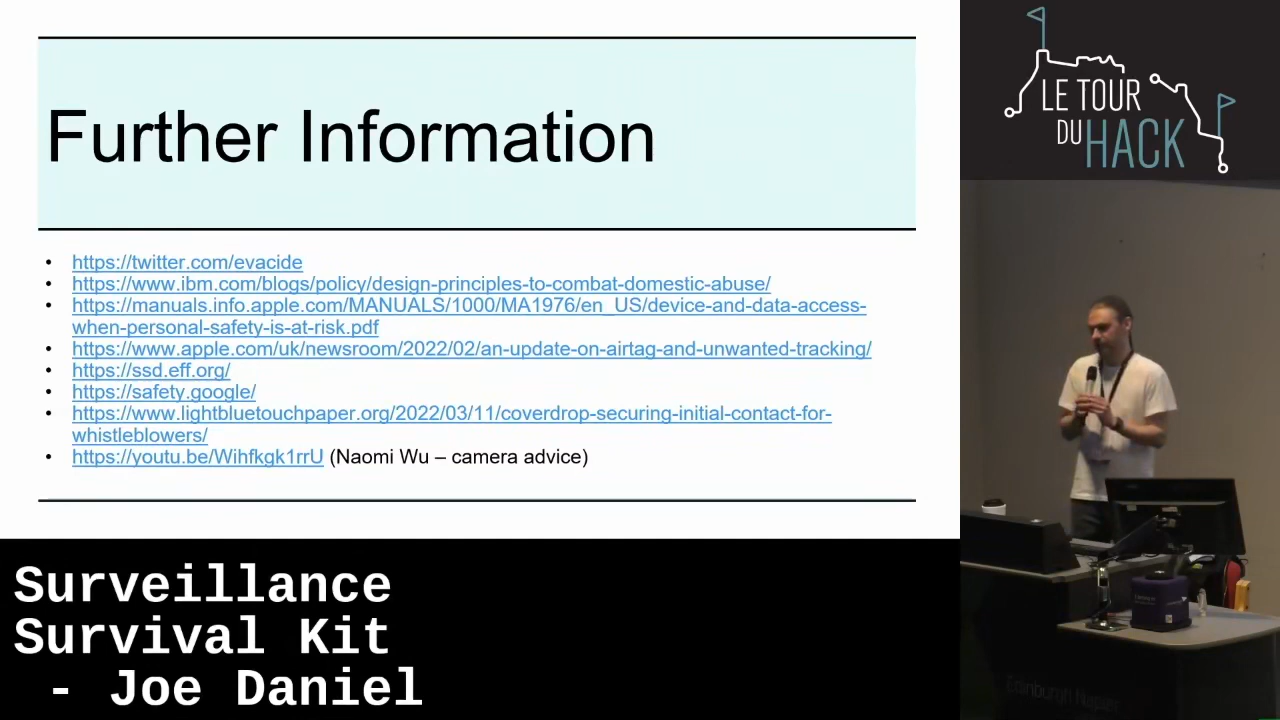 Further Information
https://twitter.com/evacide
https://www.ibm.com/blogs/policy/design-principles-to-combat-domestic-abuse/
https://manuals.info.apple.com/MANUALS/1000/MA1976/en_US/device-and-data-access-
when-personal-safety-is-at-risk.pdf
https://www.apple.com/uk/newsroom/2022/02/an-update-on-airtag-and-unwanted-tracking/
https://ssd.eff.org/
https://safety.google/
https://www.lightbluetouchpaper.org/2022/03/11/coverdrop-securing-initial-contact-for-
whistleblowers/
https://youtu.be/Wihfkgk1rrU (Naomi Wu – camera advice)
Surveillance
Survival Kit
- Joe Daniel
LE TOUR
DU HACK
Edinburgh Napier